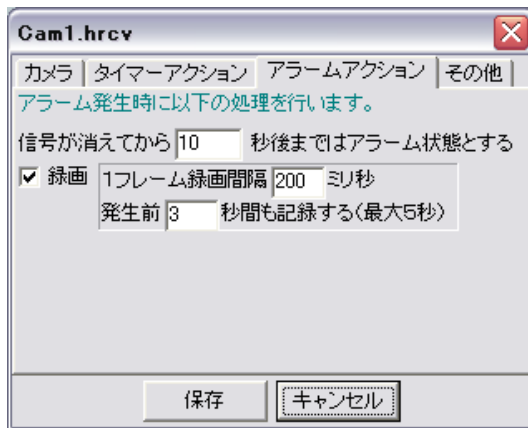 Cam1.hrcv
カメラ タイマーアクション アラームアクション その他
アラーム発生時に以下の処理を行います。
信号が消えてから 10 秒後まではアラーム状態とする
録画 1フレーム録画間隔 200 ミリ秒
発生前 3 秒間も記録する(最大5秒)
保存 キャンセル